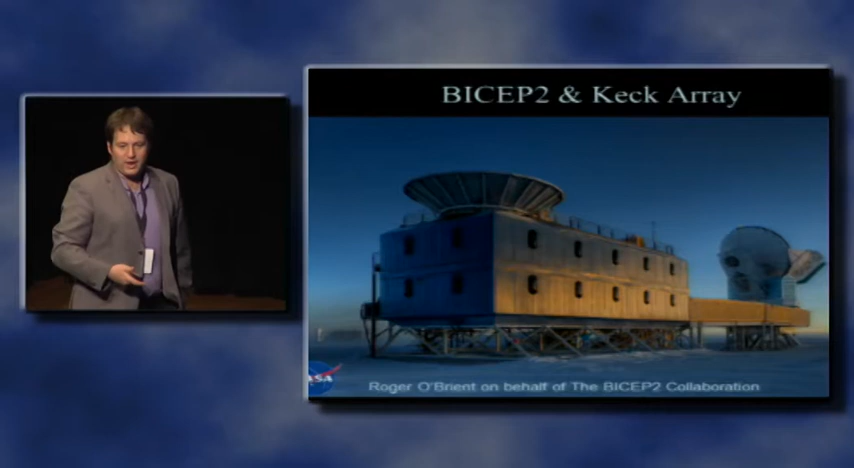 BICEP2 & Keck Array
Roger O'Brient on behalf of The BICEP2 Collaboration